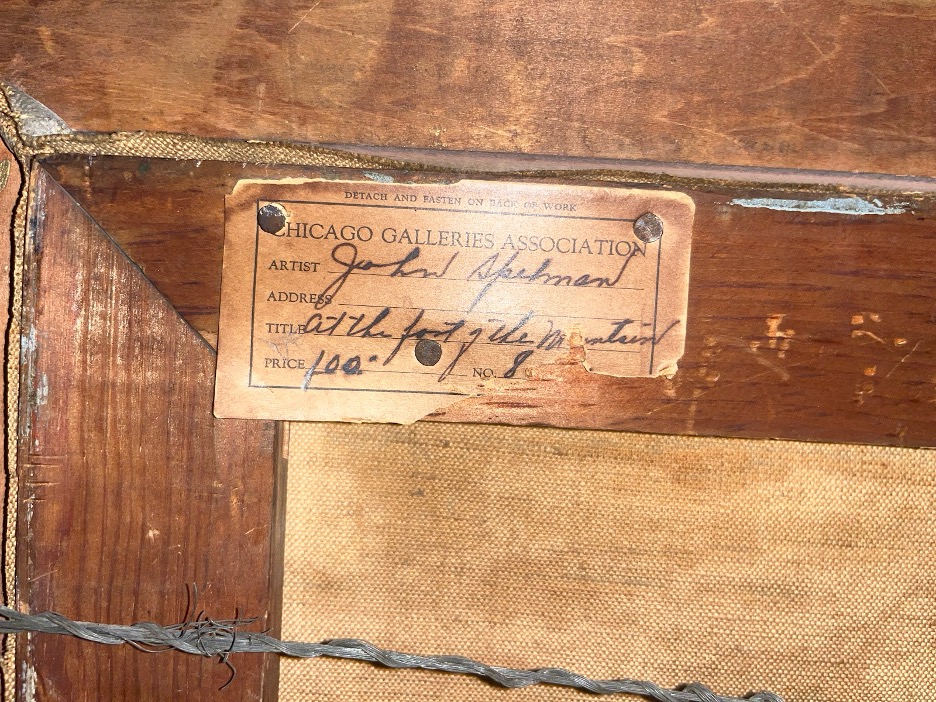 DETACH AND FASTEN ON BACK OF WORK
CHICAGO GALLERIES ASSOCIATION
ARTIST John Spelman
ADDRESS
TITLE At the foot of the Mountain
PRICE 100 NO. 8